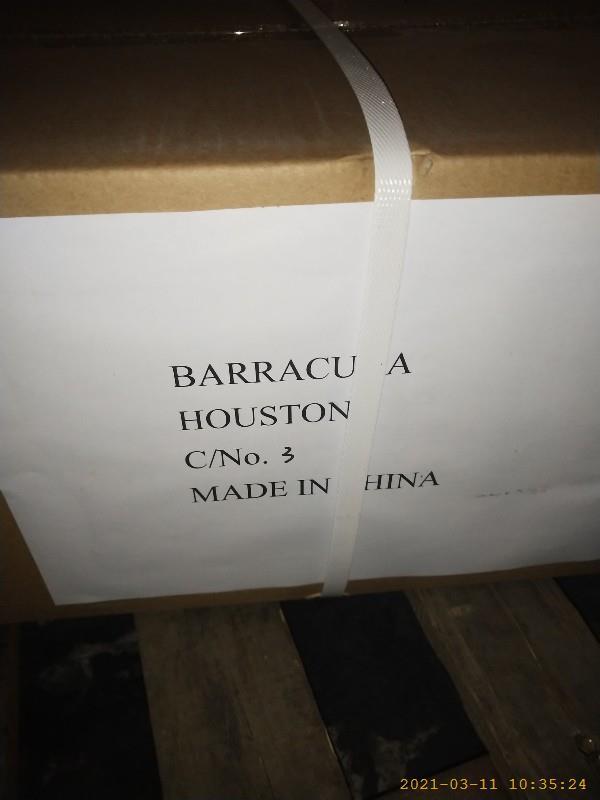 BARRACU A
HOUSTON
C/No. 3
MADE IN HINA
2021-03-11 10:35:24